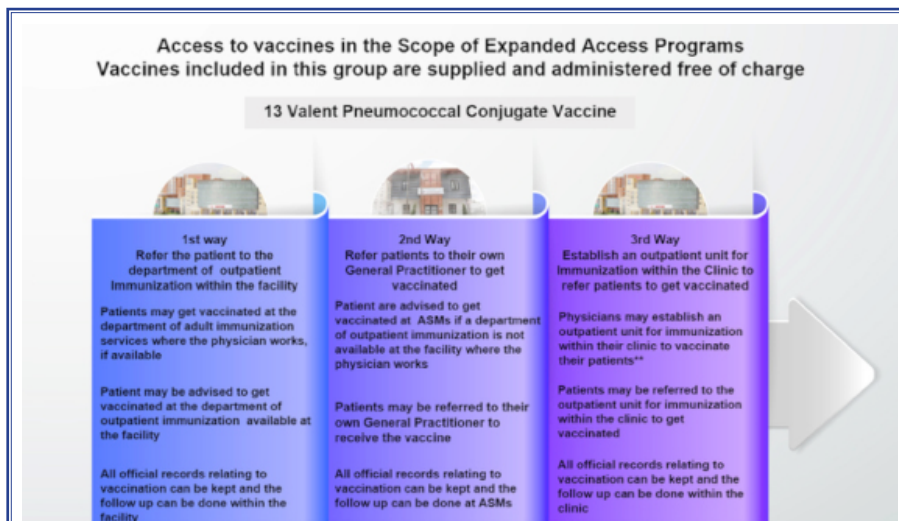 Access to vaccines in the Scope of Expanded Access Programs
Vaccines included in this group are supplied and administered free of charge
13 Valent Pneumococcal Conjugate Vaccine
1st way
Refer the patient to the
department of outpatient
Immunization within the facility
Patients may get vaccinated at the
department of adult immunization
services where the physician works,
if available
Patient may be advised to get
vaccinated at the department of
outpatient immunization available at
the facility
All official records relating to
vaccination can be kept and the
follow up can be done within the
facility
2nd Way
Refer patients to their own
General Practitioner to get
vaccinated
Patient are advised to get
vaccinated at ASMs if a department
of outpatient immunization is not
available at the facility where the
physician works
Patients may be referred to their
own General Practitioner to
receive the vaccine
All official records relating to
vaccination can be kept and the
follow up can be done at ASMs
3rd Way
Establish an outpatient unit for
Immunization within the Clinic to
refer patients to get vaccinated
Physicians may establish an
outpatient unit for immunization
within their clinic to vaccinate
their patients**
Patients may be referred to the
outpatient unit for immunization
within the clinic to get
vaccinated
All official records relating to
vaccination can be kept and the
follow up can be done within the
clinic